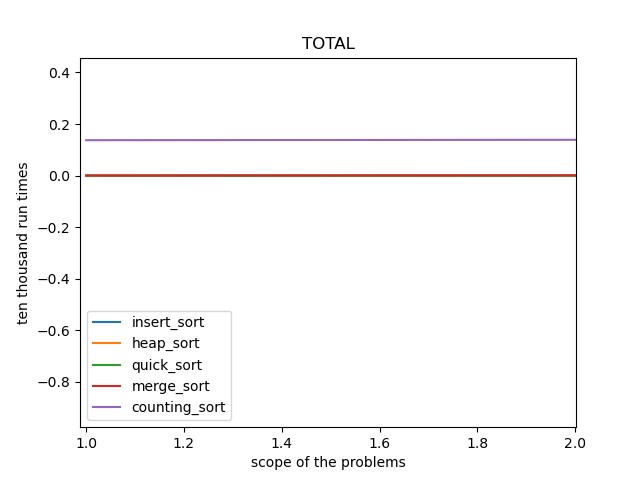 TOTAL
0.4
0.2
0.0
−0.2
−0.4
−0.6
−0.8
ten thousand run times
insert_sort
heap_sort
quick_sort
merge_sort
counting_sort
1.0 1.2 1.4 1.6 1.8 2.0
scope of the problems